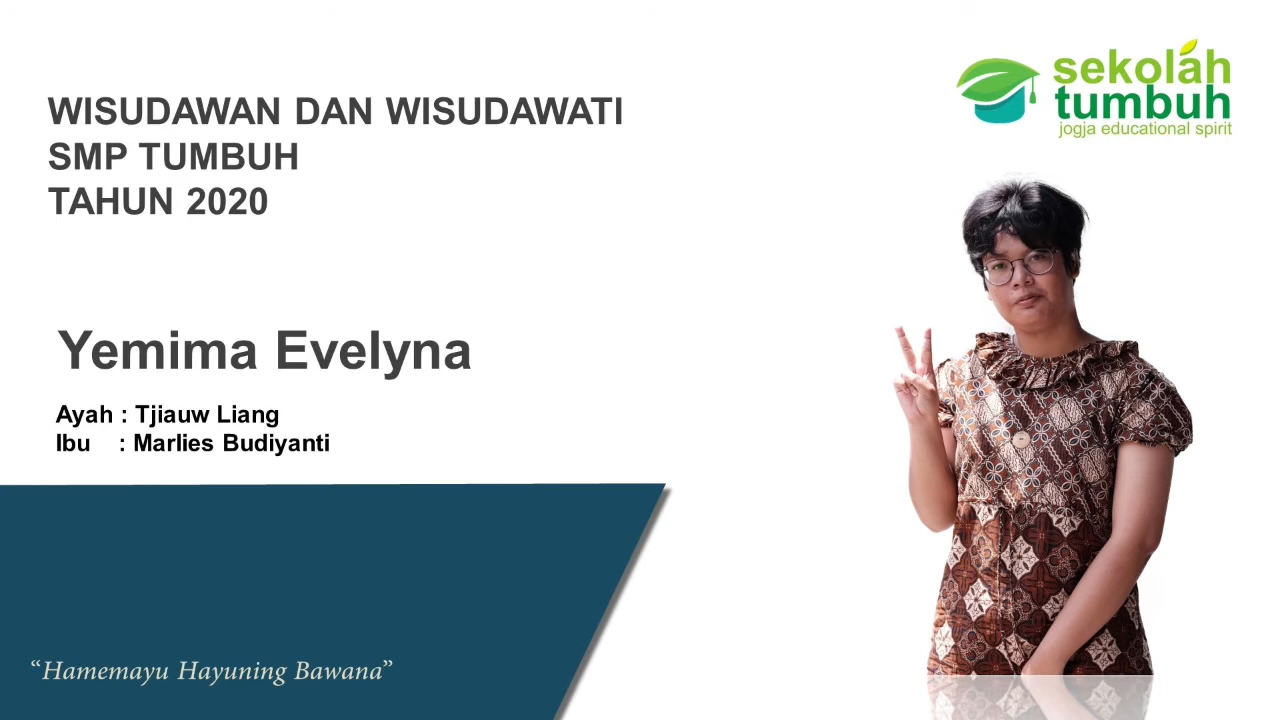 WISUDAWAN DAN WISUDAWATI
SMP TUMBUH
TAHUN 2020
sekolah
tumbuh
jogja educational spirit
Yemima Evelyna
Ayah : Tjiauw Liang
Ibu : Marlies Budiyanti
“Hamemayu Hayuning Bawana”